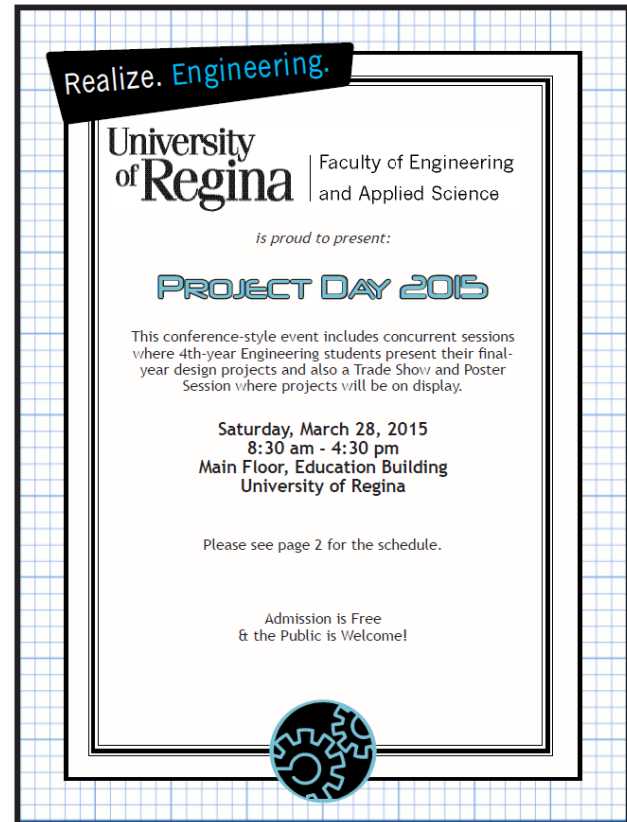 Realize. Engineering.
University
of Regina
Faculty of Engineering
and Applied Science
is proud to present:
PROJECT DAY 2015
This conference-style event includes concurrent sessions
where 4th-year Engineering students present their final-
year design projects and also a Trade Show and Poster
Session where projects will be on display.
Saturday, March 28, 2015
8:30 am - 4:30 pm
Main Floor, Education Building
University of Regina
Please see page 2 for the schedule.
Admission is Free
& the Public is Welcome!